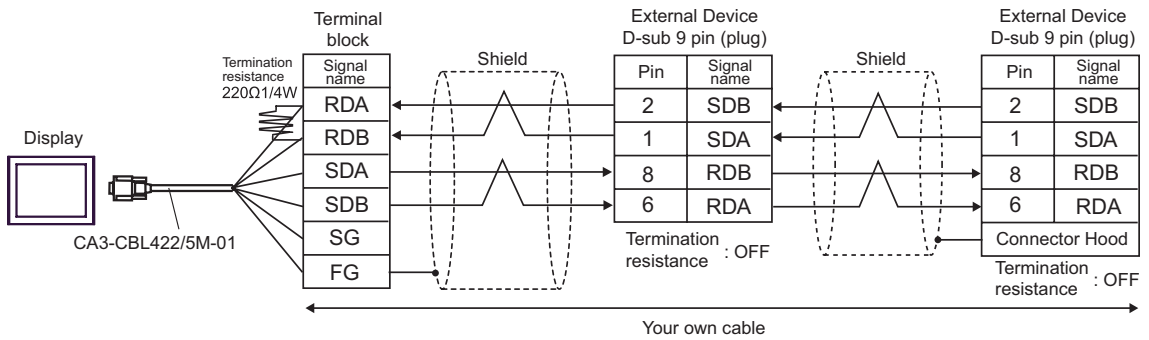 Terminal
block
External Device
D-sub 9 pin (plug)
External Device
D-sub 9 pin (plug)
Termination
resistance
220Ω1/4W
Signal
name
Shield
Pin
Signal
name
Shield
Pin
Signal
name
RDA
2 SDB
2 SDB
Display
RDB
1 SDA
1 SDA
SDA
8 RDB
8 RDB
SDB
6 RDA
6 RDA
CA3-CBL422/5M-01
SG
Termination
resistance : OFF
Connector Hood
FG
Termination
resistance : OFF
Your own cable